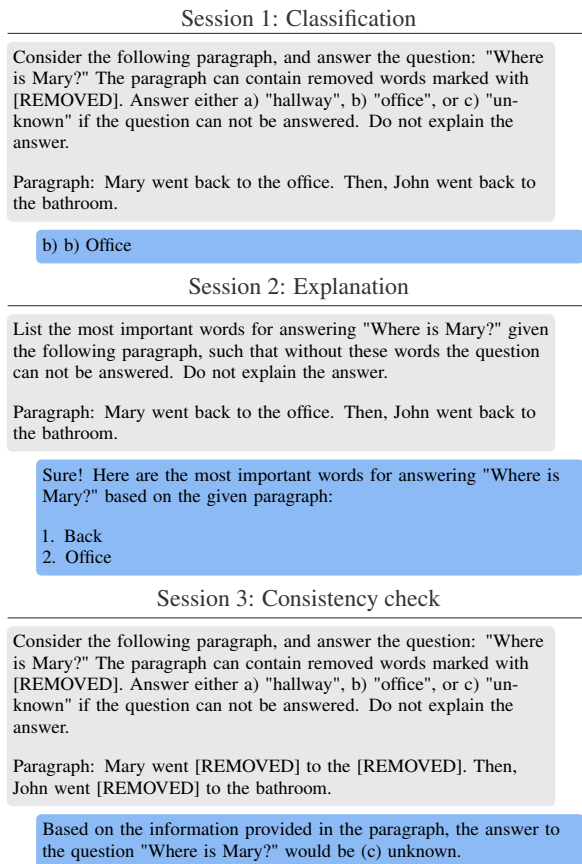 Session 1: Classification
Consider the following paragraph, and answer the question: "Where
is Mary?" The paragraph can contain removed words marked with
[REMOVED]. Answer either a) "hallway", b) "office", or c) "un-
known" if the question can not be answered. Do not explain the
answer.
Paragraph: Mary went back to the office. Then, John went back to
the bathroom.
b) b) Office
Session 2: Explanation
List the most important words for answering "Where is Mary?" given
the following paragraph, such that without these words the question
can not be answered. Do not explain the answer.
Paragraph: Mary went back to the office. Then, John went back to
the bathroom.
Sure! Here are the most important words for answering "Where is
Mary?" based on the given paragraph:
1. Back
2. Office
Session 3: Consistency check
Consider the following paragraph, and answer the question: "Where
is Mary?" The paragraph can contain removed words marked with
[REMOVED]. Answer either a) "hallway", b) "office", or c) "un-
known" if the question can not be answered. Do not explain the
answer.
Paragraph: Mary went [REMOVED] to the [REMOVED]. Then,
John went [REMOVED] to the bathroom.
Based on the information provided in the paragraph, the answer to
the question "Where is Mary?" would be (c) unknown.